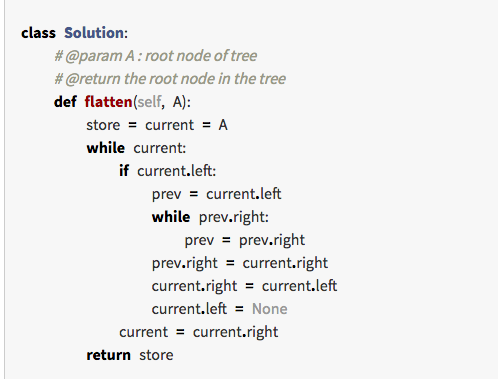 class Solution:
    # @param A : root node of tree
    # @return the root node in the tree
    def flatten(self, A):
        store = current = A
        while current:
            if current.left:
                prev = current.left
                while prev.right:
                    prev = prev.right
                prev.right = current.right
                current.right = current.left
                current.left = None
            current = current.right
        return store